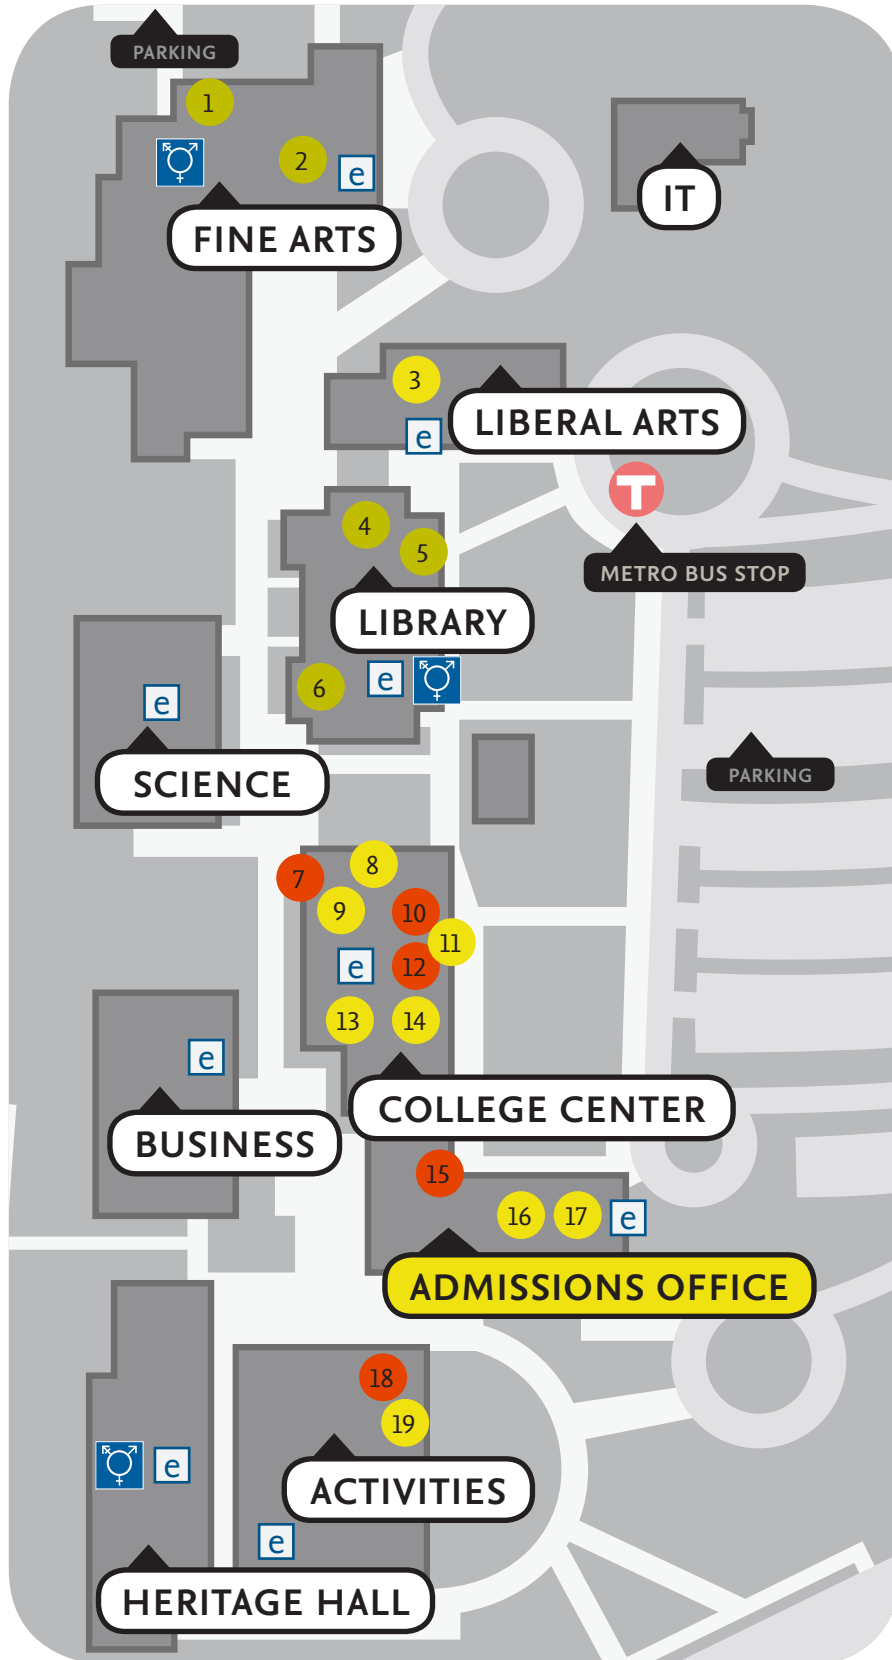 PARKING
1
2
e
FINE ARTS
IT
3
e
LIBERAL ARTS
T
METRO BUS STOP
4
5
LIBRARY
6
e
e
SCIENCE
PARKING
7
8
9
10
11
e
12
13
14
COLLEGE CENTER
e
BUSINESS
15
16
17
e
ADMISSIONS OFFICE
18
19
ACTIVITIES
e
e
HERITAGE HALL